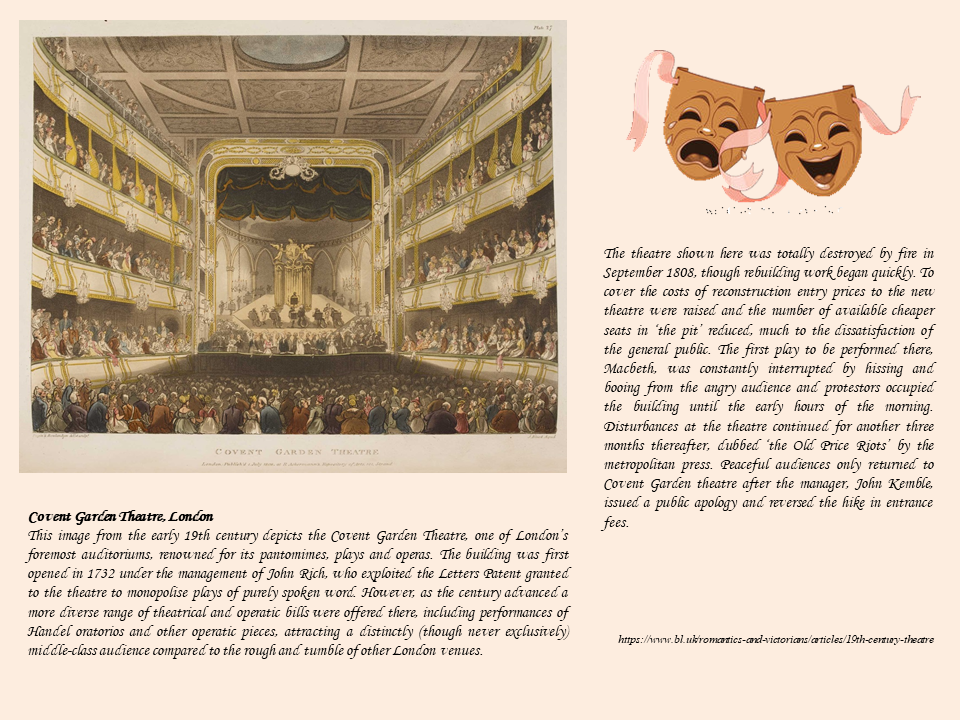 COVENT GARDEN THEATRE
Covent Garden Theatre, London
This image from the early 19th century depicts the Covent Garden Theatre, one of London's
foremost auditoriums, renowned for its pantomimes, plays and operas. The building was first
opened in 1732 under the management of John Rich, who exploited the Letters Patent granted
to the theatre to monopolise plays of purely spoken word. However, as the century advanced a
more diverse range of theatrical and operatic bills were offered there, including performances of
Handel oratorios and other operatic pieces, attracting a distinctly (though never exclusively)
middle-class audience compared to the rough and tumble of other London venues.
The theatre shown here was totally destroyed by fire in
September 1808, though rebuilding work began quickly. To
cover the costs of reconstruction entry prices to the new
theatre were raised and the number of available cheaper
seats in 'the pit' reduced, much to the dissatisfaction of
the general public. The first play to be performed there,
Macbeth, was constantly interrupted by hissing and
booing from the angry audience and protestors occupied
the building until the early hours of the morning.
Disturbances at the theatre continued for another three
months thereafter, dubbed 'the Old Price Riots' by the
metropolitan press. Peaceful audiences only returned to
Covent Garden theatre after the manager, John Kemble,
issued a public apology and reversed the hike in entrance
fees.
https://www.bl.uk/romantics-and-victorians/articles/19th-century-theatre